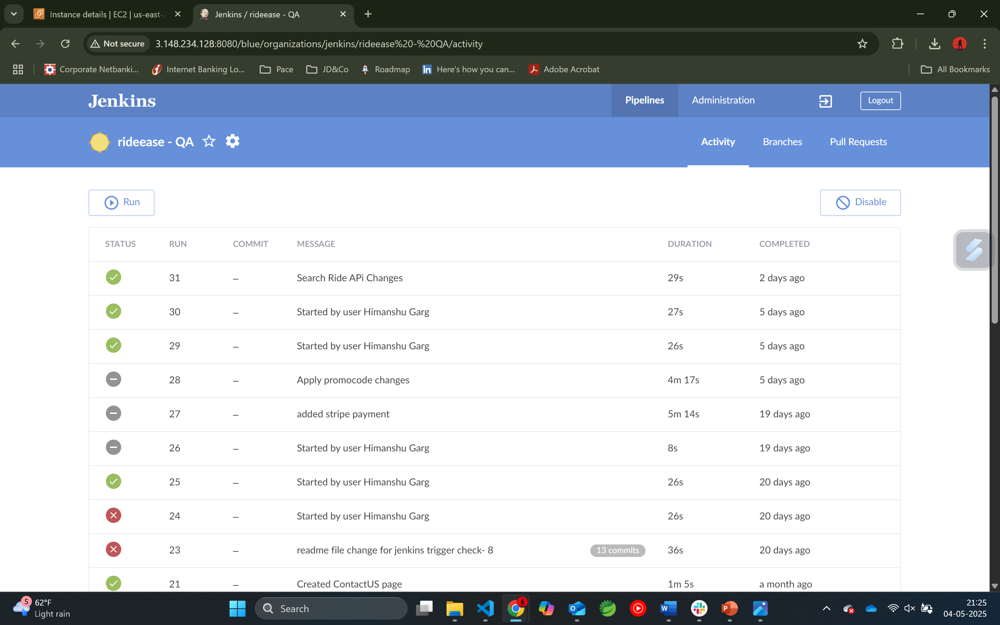 Instance details | EC2 | us-east-2
Jenkins / rideease - QA
Not secure
3.148.234.128:8080/blue/organizations/jenkins/rideease%20-%20QA/activity
Corporate Netbanki...
Internet Banking Lo...
Pace
JD&Co
Roadmap
Here's how you can...
Adobe Acrobat
All Bookmarks
Jenkins
Pipelines
Administration
Logout
rideease - QA
Activity
Branches
Pull Requests
Run
Disable
STATUS RUN COMMIT MESSAGE DURATION COMPLETED
31 – Search Ride APi Changes 29s 2 days ago
30 – Started by user Himanshu Garg 27s 5 days ago
29 – Started by user Himanshu Garg 26s 5 days ago
28 – Apply promocode changes 4m 17s 5 days ago
27 – added stripe payment 5m 14s 19 days ago
26 – Started by user Himanshu Garg 8s 19 days ago
25 – Started by user Himanshu Garg 26s 20 days ago
24 – Started by user Himanshu Garg 26s 20 days ago
23 – readme file change for jenkins trigger check- 8 13 commits 36s 20 days ago
21 – Created ContactUS page 1m 5s a month ago
5
62°F
Light rain
Search
21:25
04-05-2025